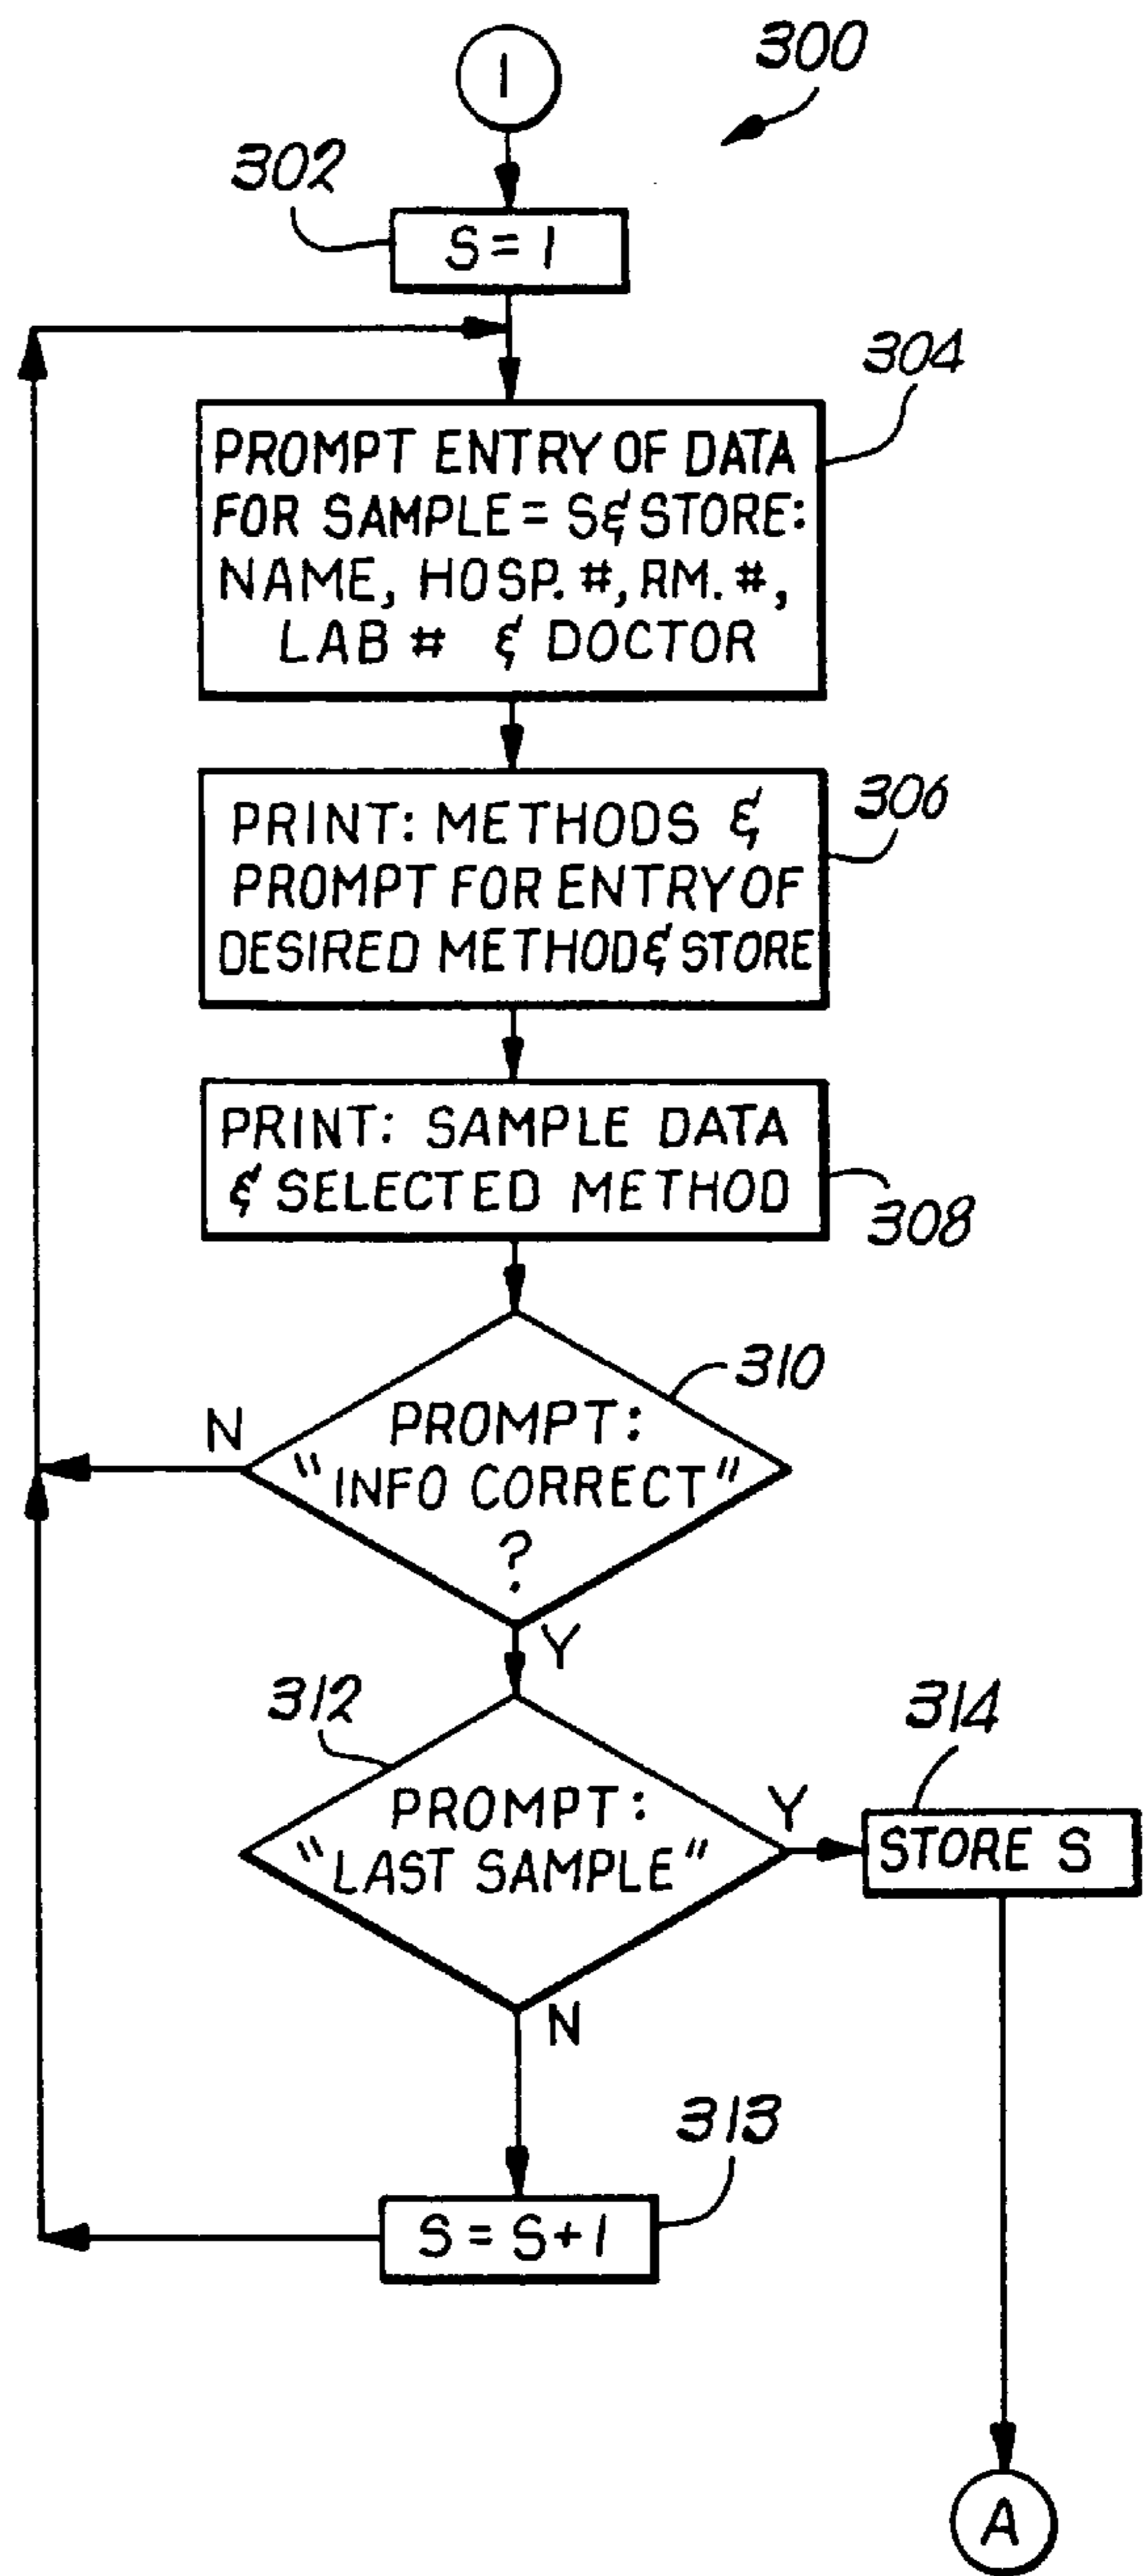 1
300
302
S = 1
304
PROMPT ENTRY OF DATA
FOR SAMPLE = S & STORE:
NAME, HOSP. #, RM. #,
LAB # & DOCTOR
306
PRINT: METHODS &
PROMPT FOR ENTRY OF
DESIRED METHOD & STORE
PRINT: SAMPLE DATA
& SELECTED METHOD
308
310
N
PROMPT:
"INFO CORRECT"
?
Y
312
314
PROMPT:
"LAST SAMPLE"
Y
STORE S
N
313
S = S + 1
A